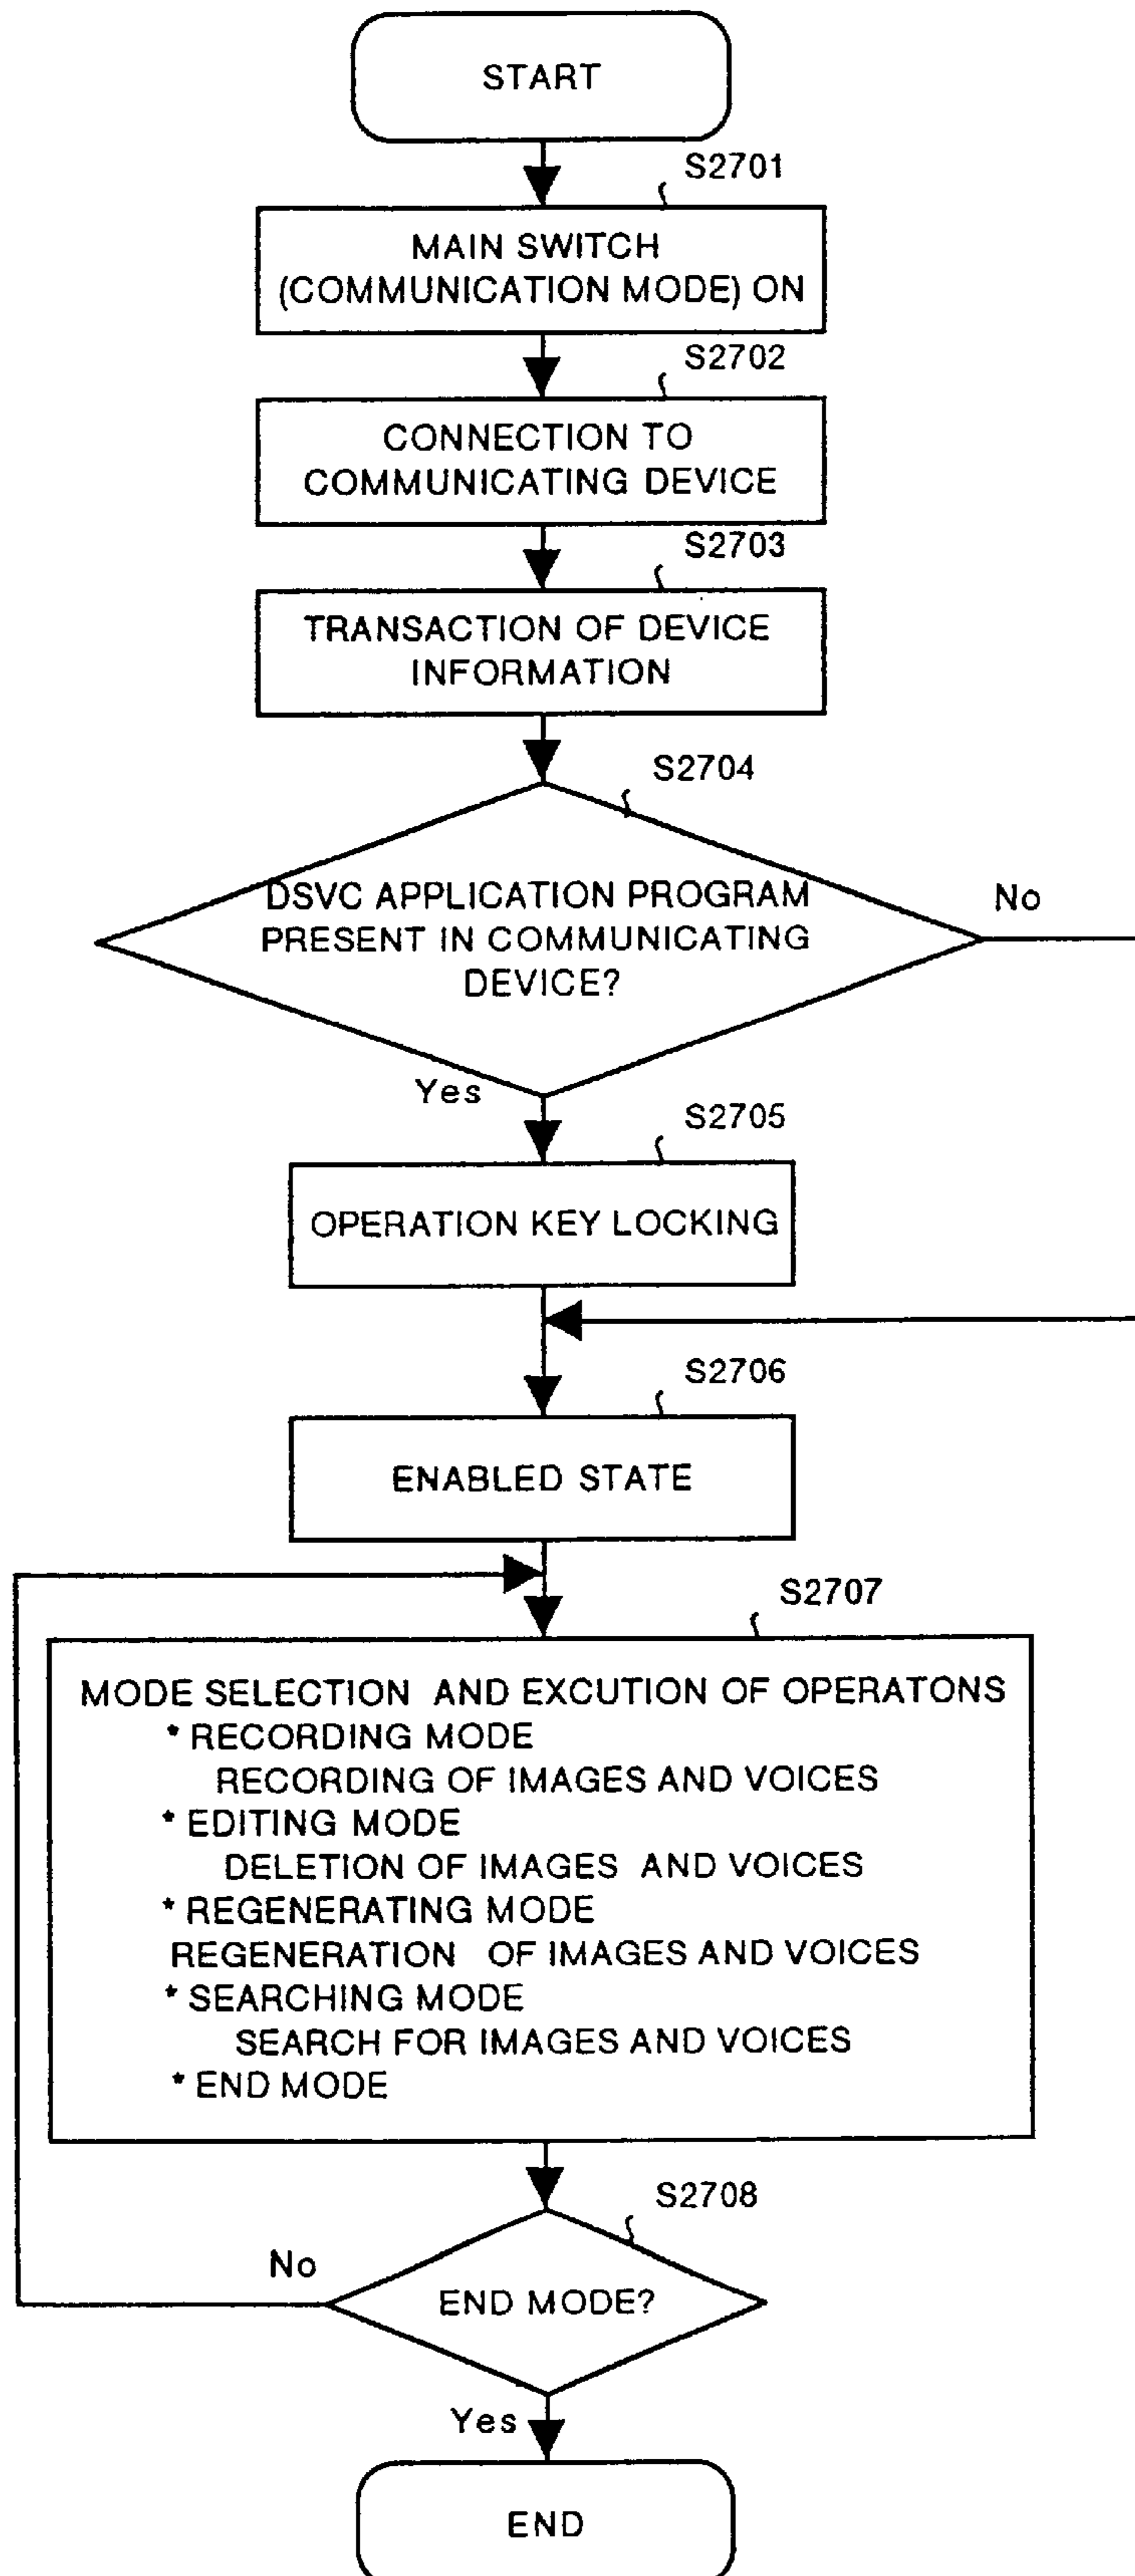 START
S2701
MAIN SWITCH
(COMMUNICATION MODE) ON
S2702
CONNECTION TO
COMMUNICATING DEVICE
S2703
TRANSACTION OF DEVICE
INFORMATION
S2704
DSVC APPLICATION PROGRAM
PRESENT IN COMMUNICATING
DEVICE?
No
Yes
S2705
OPERATION KEY LOCKING
S2706
ENABLED STATE
S2707
MODE SELECTION AND EXCUTION OF OPERATONS
* RECORDING MODE
RECORDING OF IMAGES AND VOICES
* EDITING MODE
DELETION OF IMAGES AND VOICES
* REGENERATING MODE
REGENERATION OF IMAGES AND VOICES
* SEARCHING MODE
SEARCH FOR IMAGES AND VOICES
* END MODE
S2708
No
END MODE?
Yes
END